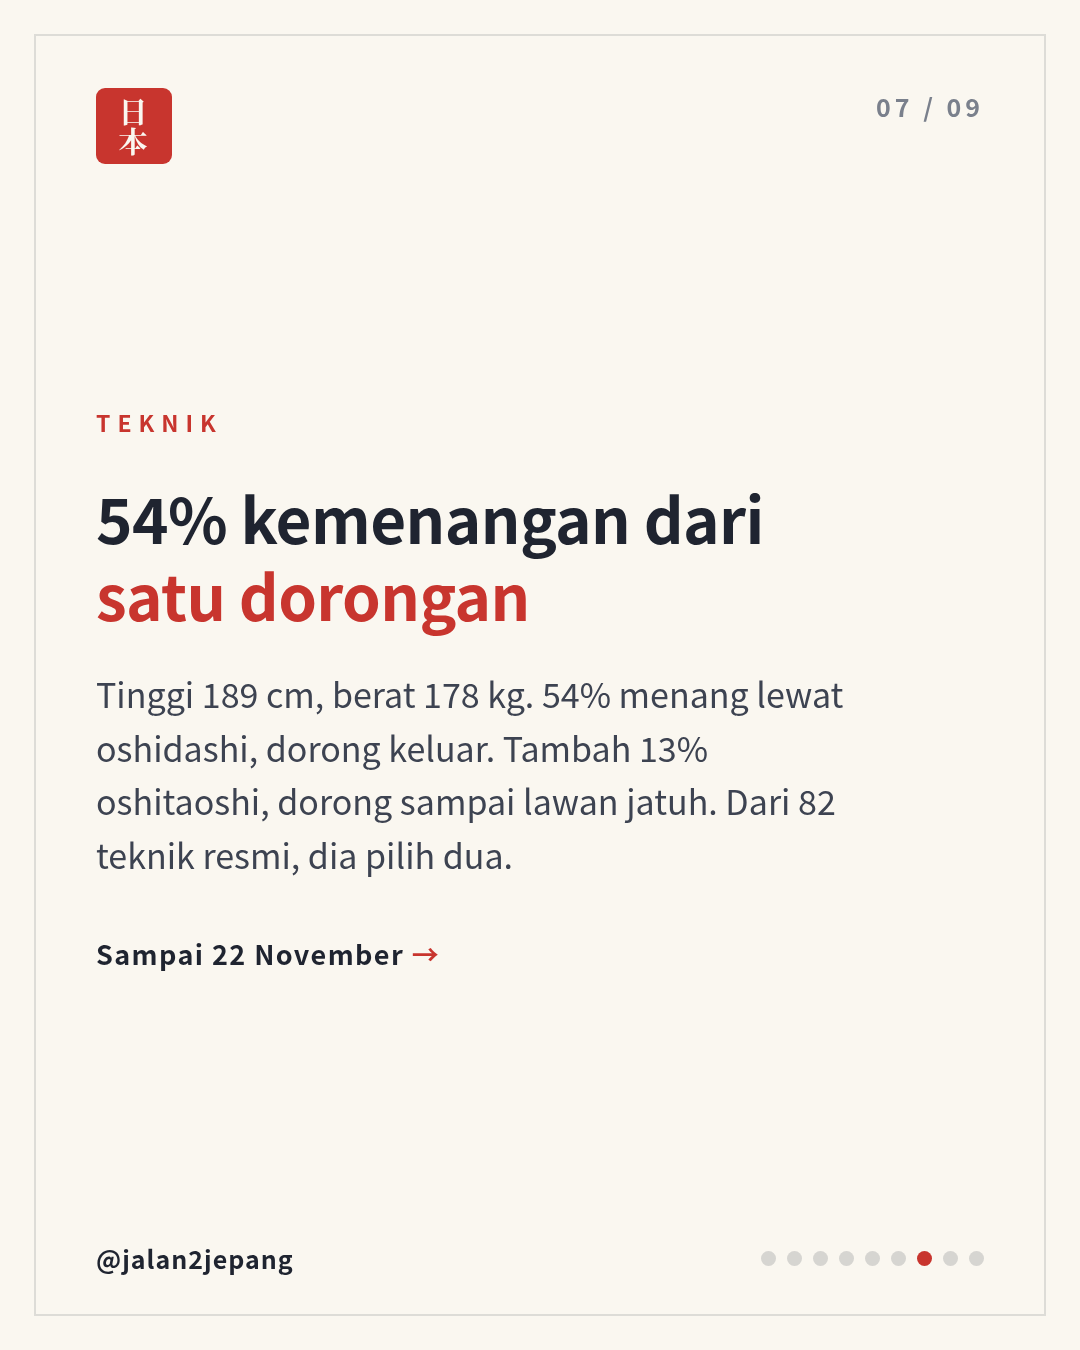 日
本
07 / 09
TEKNIK
54% kemenangan dari
satu dorongan
Tinggi 189 cm, berat 178 kg. 54% menang lewat
oshidashi, dorong keluar. Tambah 13%
oshitaoshi, dorong sampai lawan jatuh. Dari 82
teknik resmi, dia pilih dua.
Sampai 22 November →
@jalan2jepang